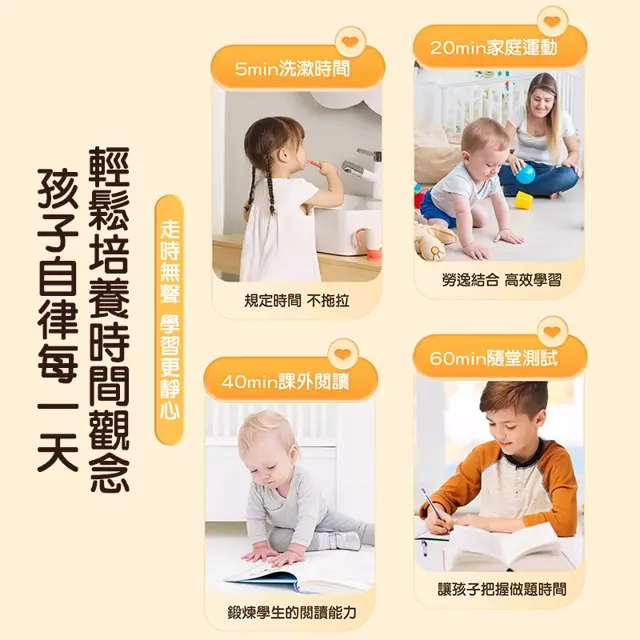 輕鬆培養時間觀念
孩子自律每一天
走時無聲 學習更靜心
5min洗漱時間
規定時間 不拖拉
20min家庭運動
勞逸結合 高效學習
40min課外閱讀
鍛煉學生的閱讀能力
60min隨堂測試
讓孩子把握做題時間